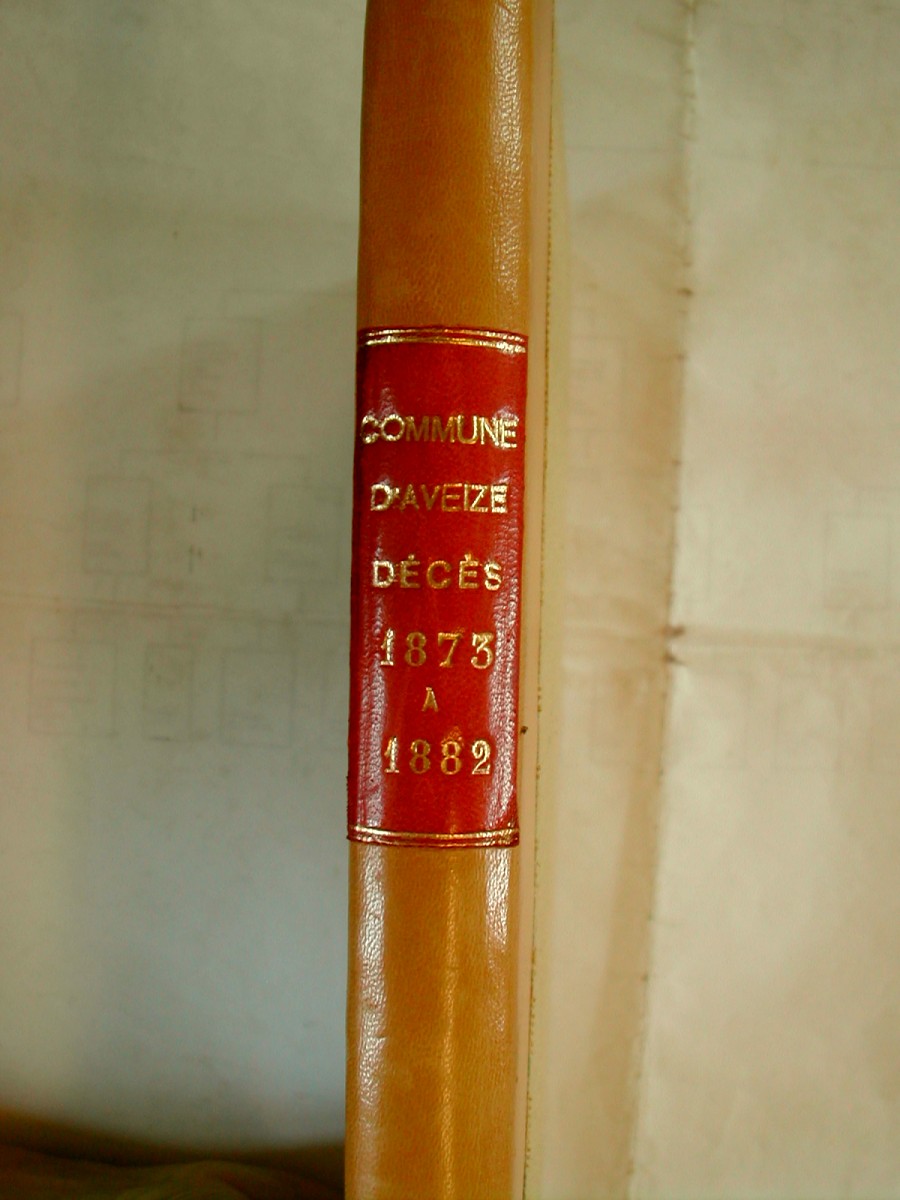 COMMUNE
D'AVEIZE
DÉCÈS
1873
A
1882